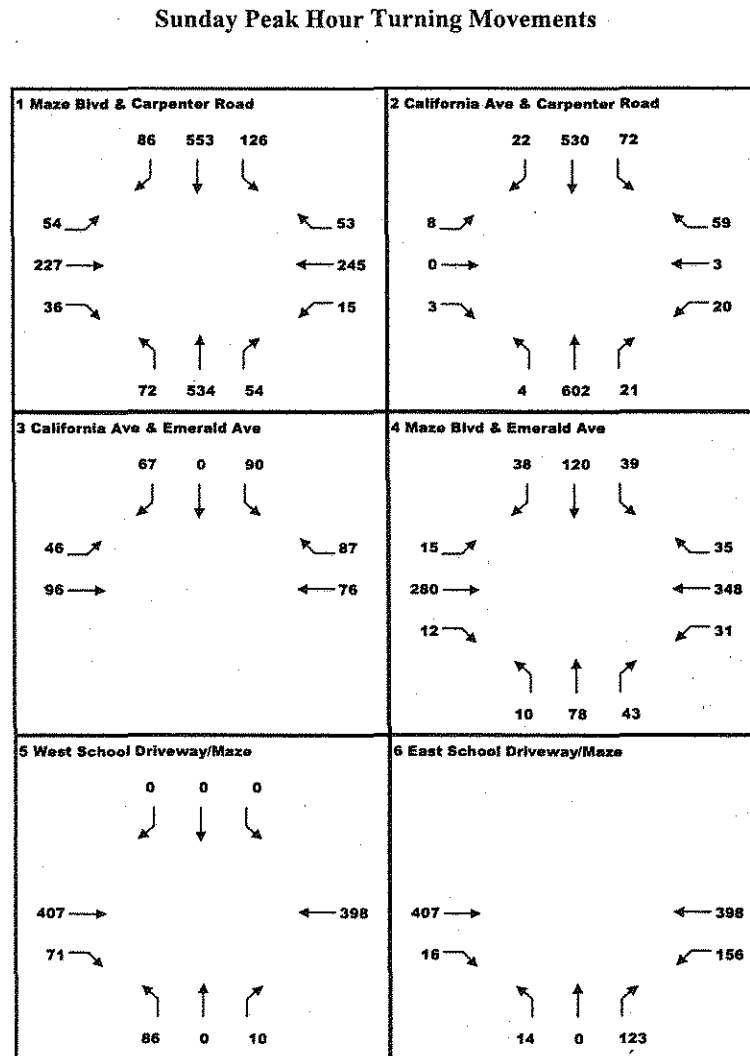 Sunday Peak Hour Turning Movements
1 Maze Blvd & Carpenter Road
86 553 126
54 53
227 245
36 15
72 534 54
2 California Ave & Carpenter Road
22 530 72
8 59
0 3
3 20
4 602 21
3 California Ave & Emerald Ave
67 0 90
46 87
96 76
4 Maze Blvd & Emerald Ave
38 120 39
15 35
280 348
12 31
10 78 43
5 West School Driveway/Maze
0 0 0
407 398
71
86 0 10
6 East School Driveway/Maze
407 398
16 156
14 0 123